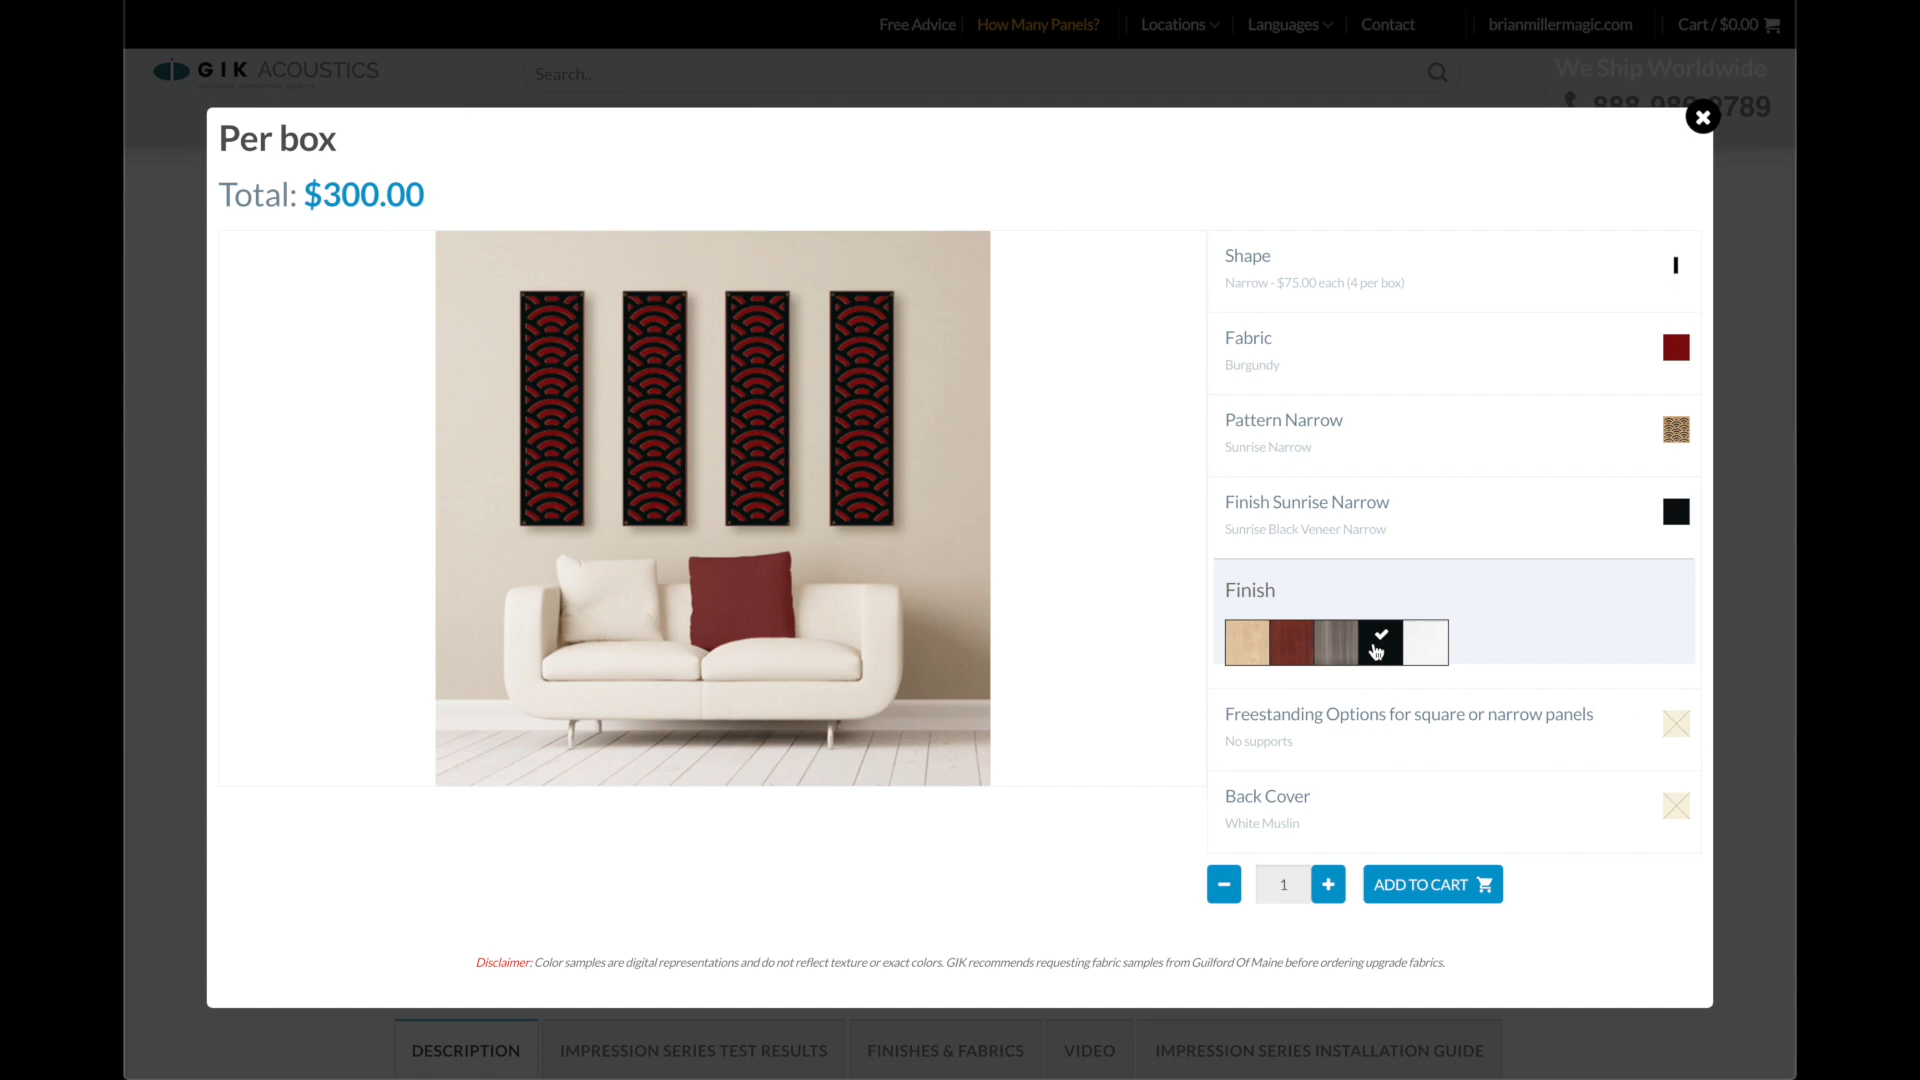 Free Advice
How Many Panels?
Locations
Languages
Contact
brianmillermagic.com
Cart / $0.00
GIK ACOUSTICS
Search..
We Ship Worldwide
Per box
Total: $300.00
Shape
Narrow - $75.00 each (4 per box)
Fabric
Burgundy
Pattern Narrow
Sunrise Narrow
Finish Sunrise Narrow
Sunrise Black Veneer Narrow
Finish
Freestanding Options for square or narrow panels
No supports
Back Cover
White Muslin
1
ADD TO CART
Disclaimer: Color samples are digital representations and do not reflect texture or exact colors. GIK recommends requesting fabric samples from Guilford Of Maine before ordering upgrade fabrics.
DESCRIPTION
IMPRESSION SERIES TEST RESULTS
FINISHES & FABRICS
VIDEO
IMPRESSION SERIES INSTALLATION GUIDE